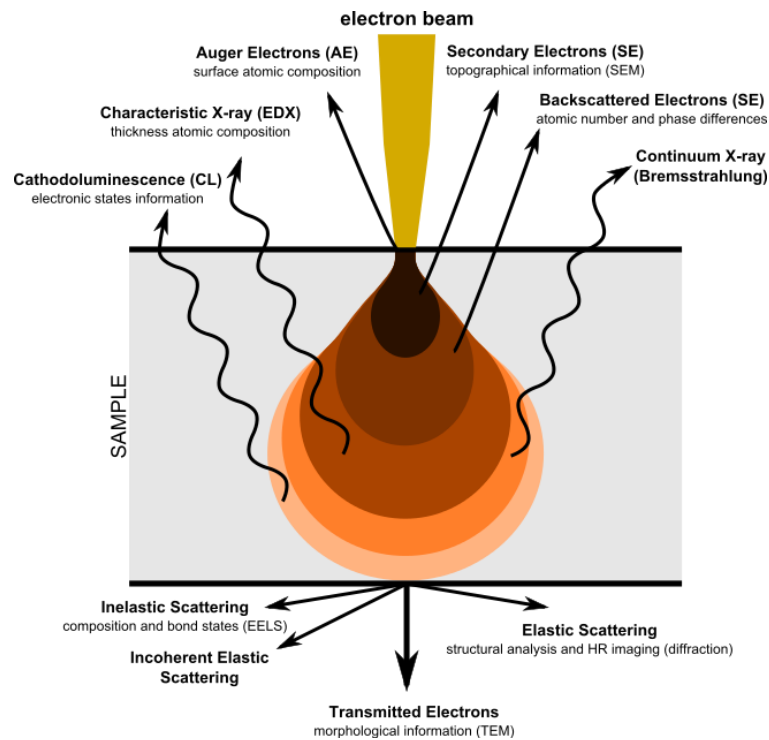 electron beam
Auger Electrons (AE)
surface atomic composition
Secondary Electrons (SE)
topographical information (SEM)
Characteristic X-ray (EDX)
thickness atomic composition
Backscattered Electrons (SE)
atomic number and phase differences
Cathodoluminescence (CL)
electronic states information
Continuum X-ray
(Bremsstrahlung)
SAMPLE
Inelastic Scattering
composition and bond states (EELS)
Incoherent Elastic
Scattering
Elastic Scattering
structural analysis and HR imaging (diffraction)
Transmitted Electrons
morphological information (TEM)